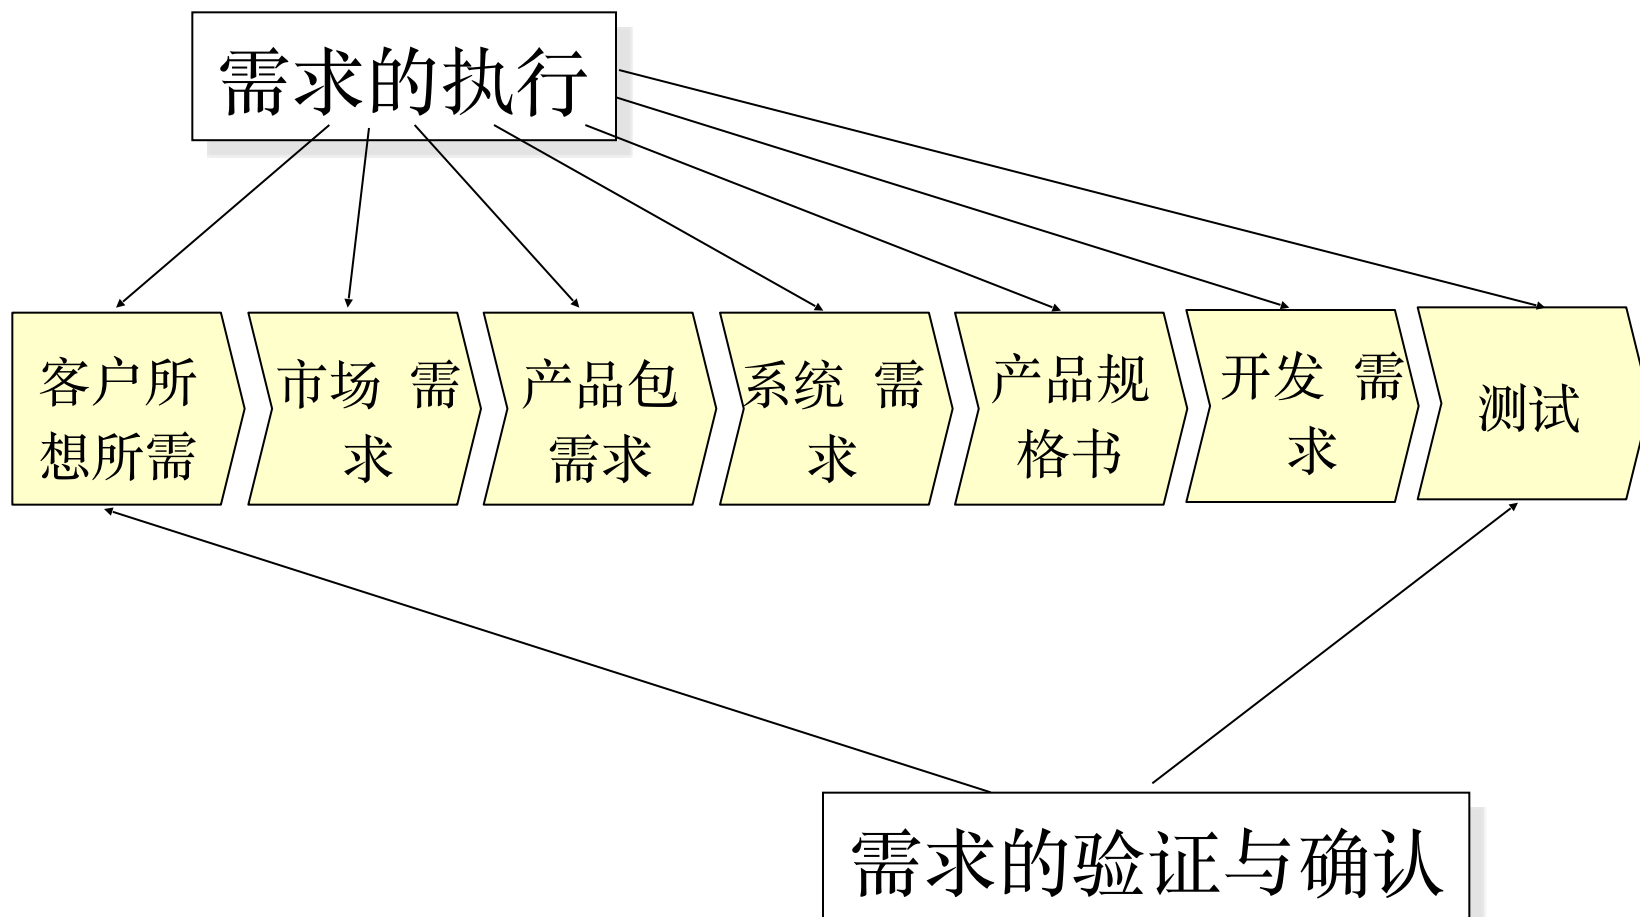 需求的执行
客户所
想所需
市场 需
求
产品包
需求
系统 需
求
产品规
格书
开发 需
求
测试
需求的验证与确认